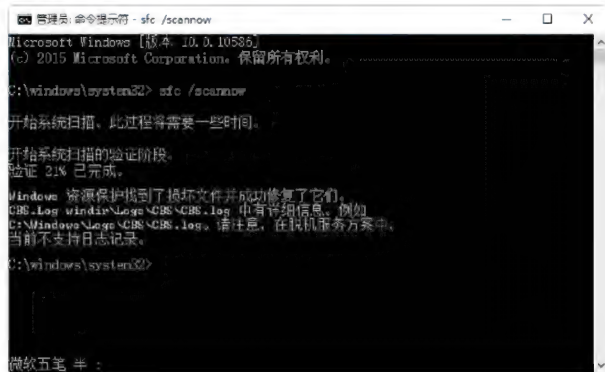 管理员: 命令提示符 - sfc /scannow
Microsoft Windows [版本 10.0.10586]
(c) 2015 Microsoft Corporation。保留所有权利。
C:\windows\system32> sfc /scannow
开始系统扫描。此过程将需要一些时间。
开始系统扫描的验证阶段。
验证 21% 已完成。
Windows 资源保护找到了损坏文件并成功修复了它们。
CBS.Log windir\Logs\CBS\CBS.log 中有详细信息。例如
C:\Windows\Logs\CBS\CBS.log。请注意，在脱机服务方案中，
当前不支持日志记录。
C:\windows\system32>
微软五笔 半 :